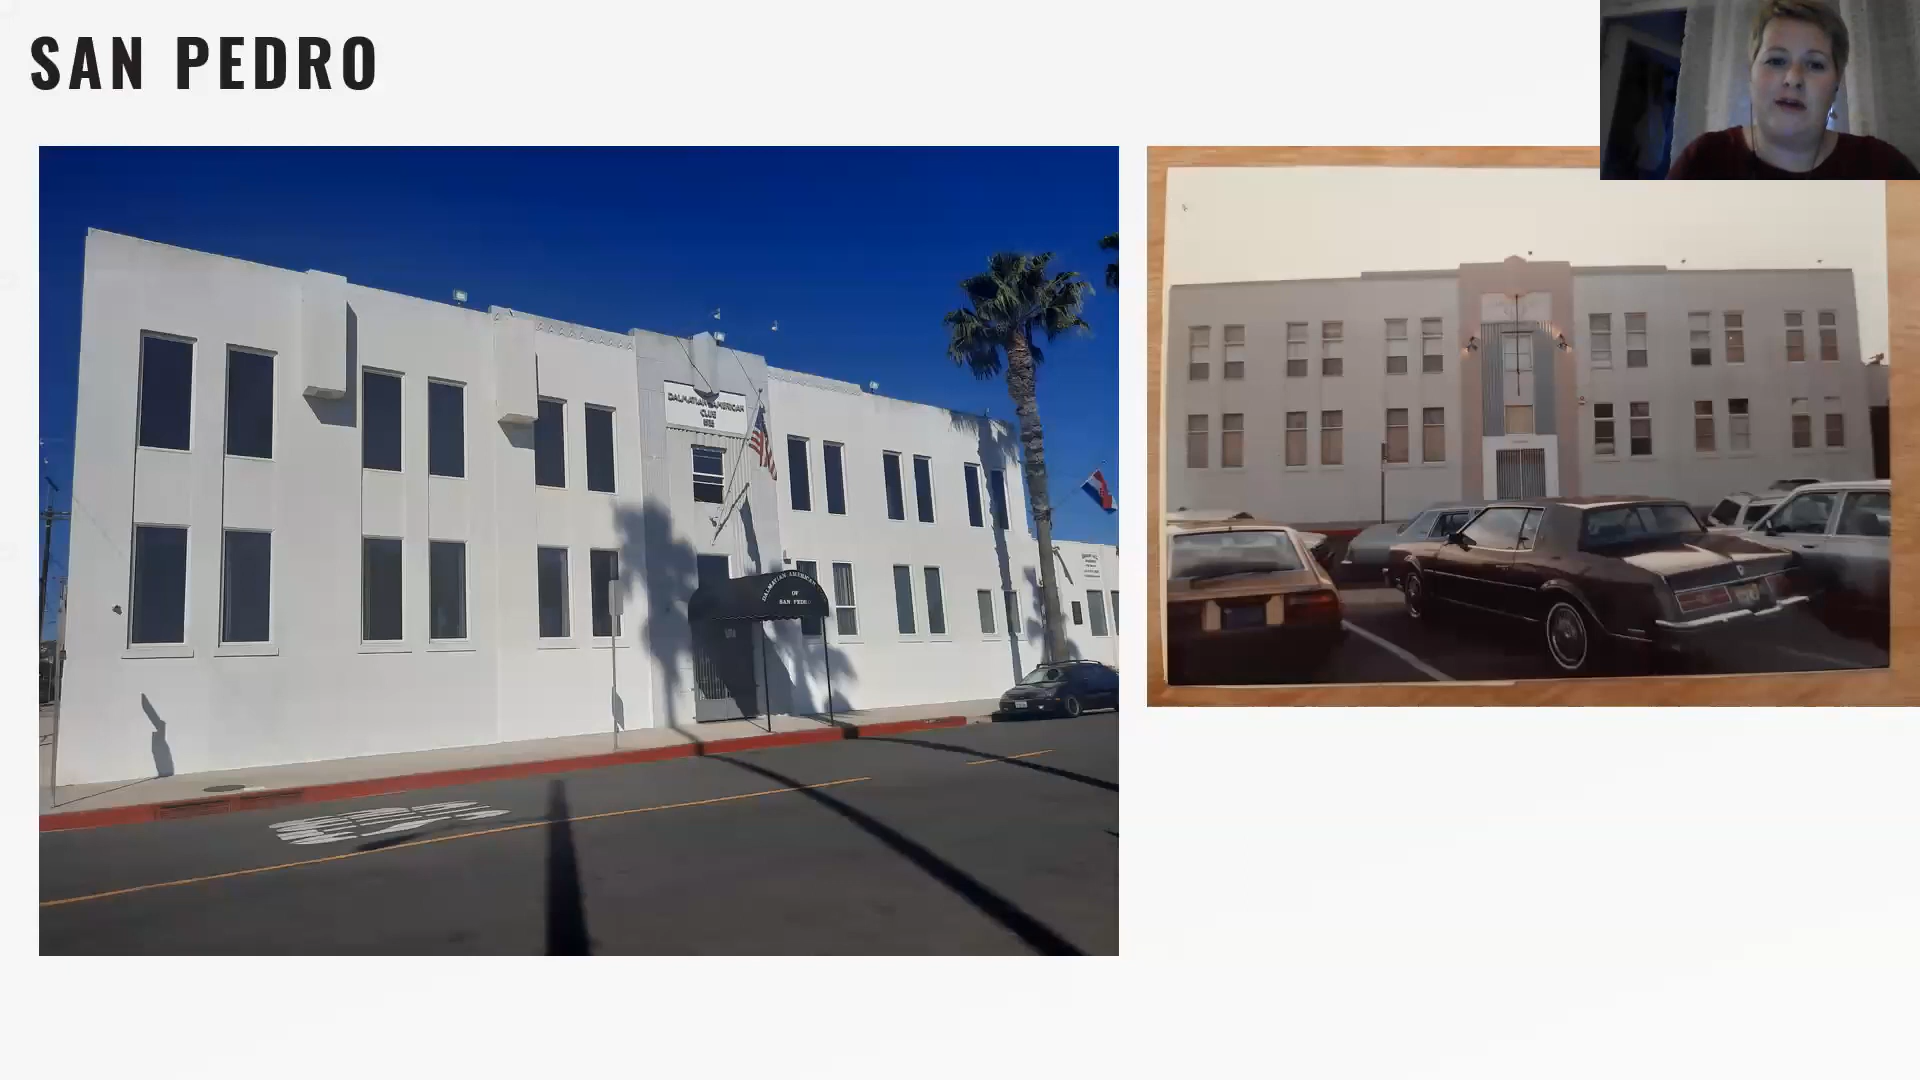 SAN PEDRO
DALMATIAN-AMERICAN
CLUB
DALMATIAN AMERICAN
OF
SAN PEDRO